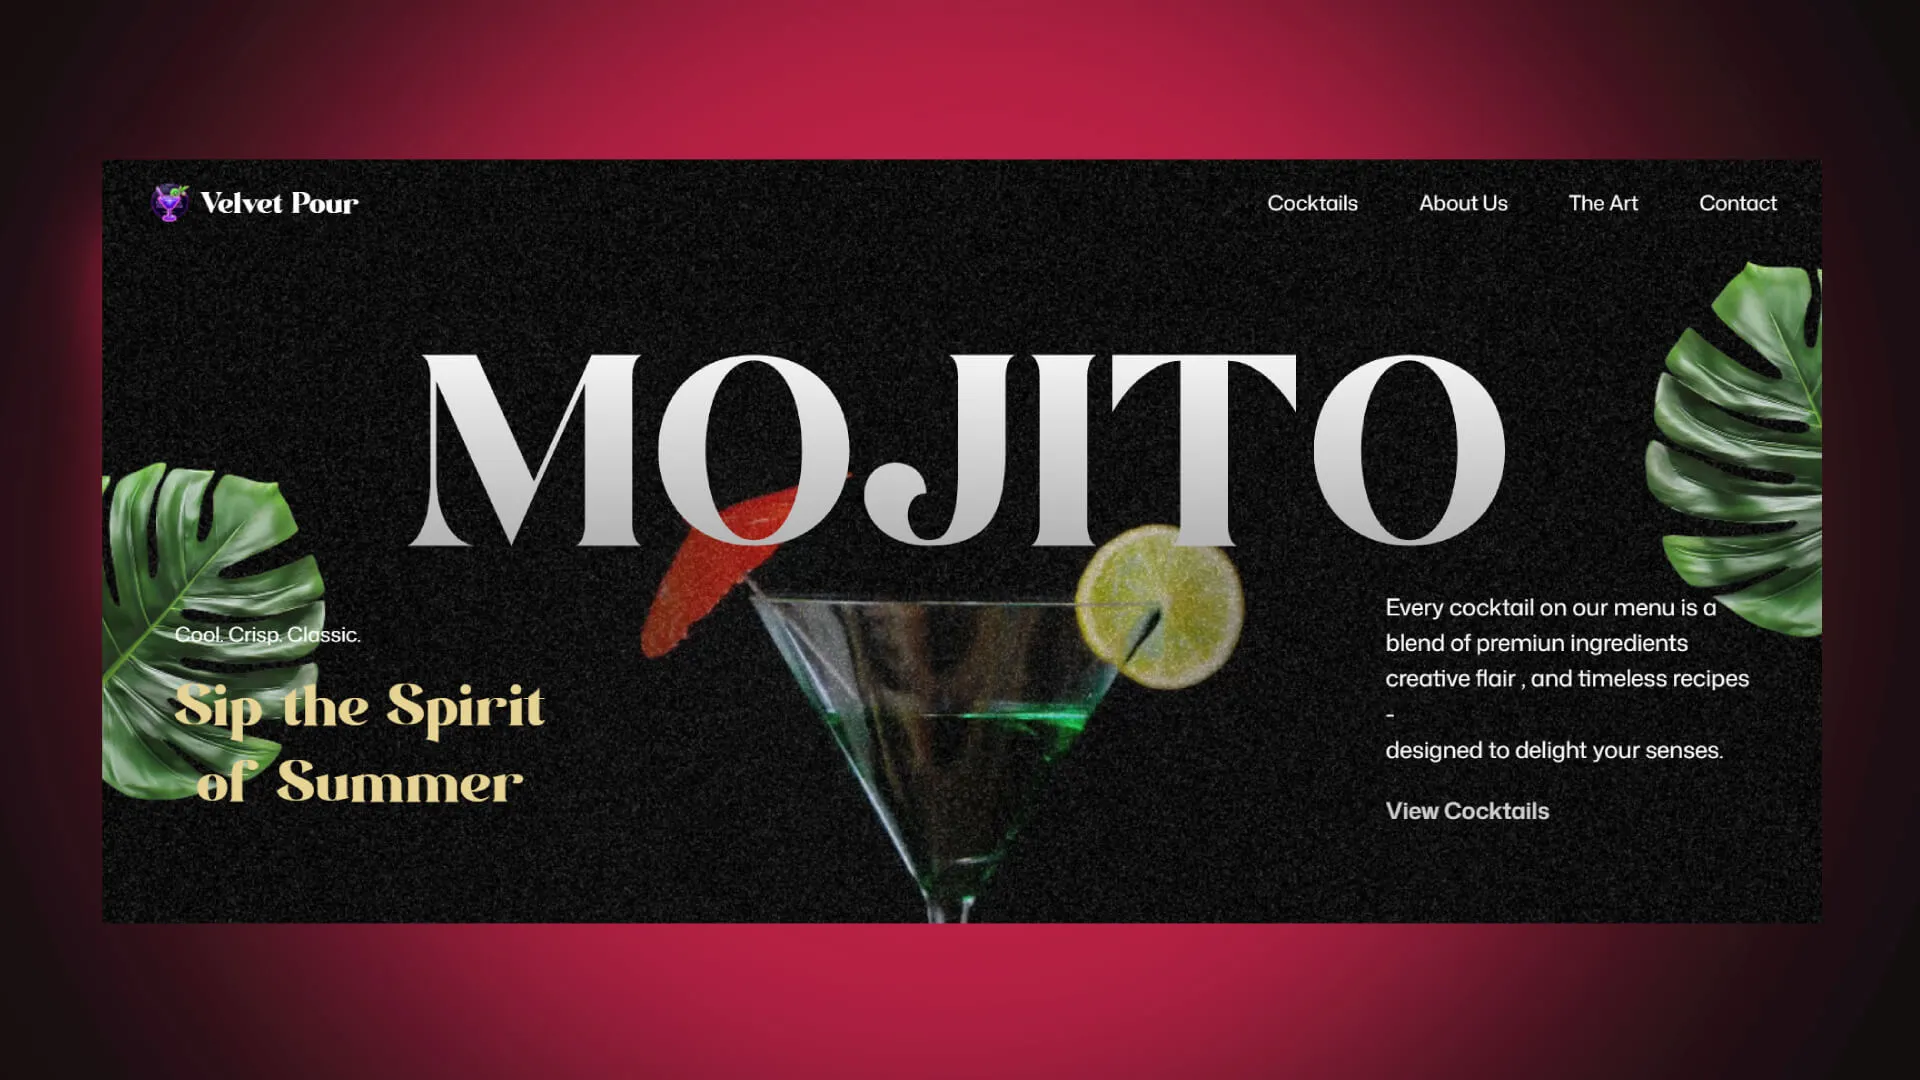 Velvet Pour
Cocktails
About Us
The Art
Contact
MOJITO
Cool. Crisp. Classic.
Sip the Spirit
of Summer
Every cocktail on our menu is a
blend of premiun ingredients
creative flair , and timeless recipes
-
designed to delight your senses.
View Cocktails